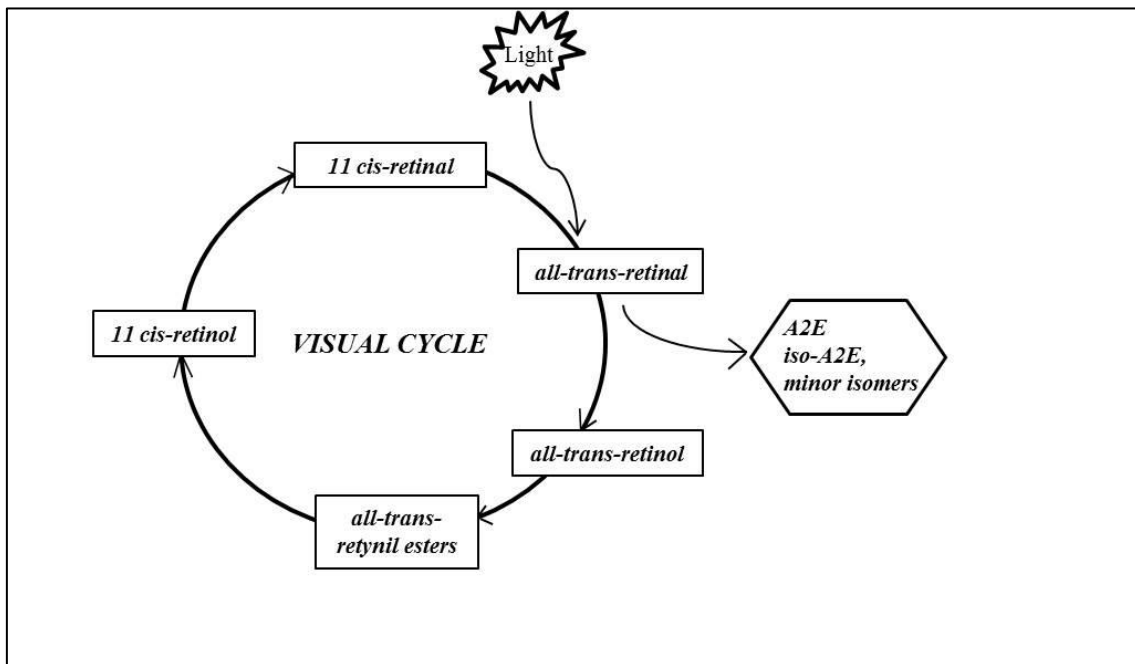 Light
11 cis-retinal
all-trans-retinal
A2E
iso-A2E,
minor isomers
11 cis-retinol
VISUAL CYCLE
all-trans-retinol
all-trans-
retynil esters